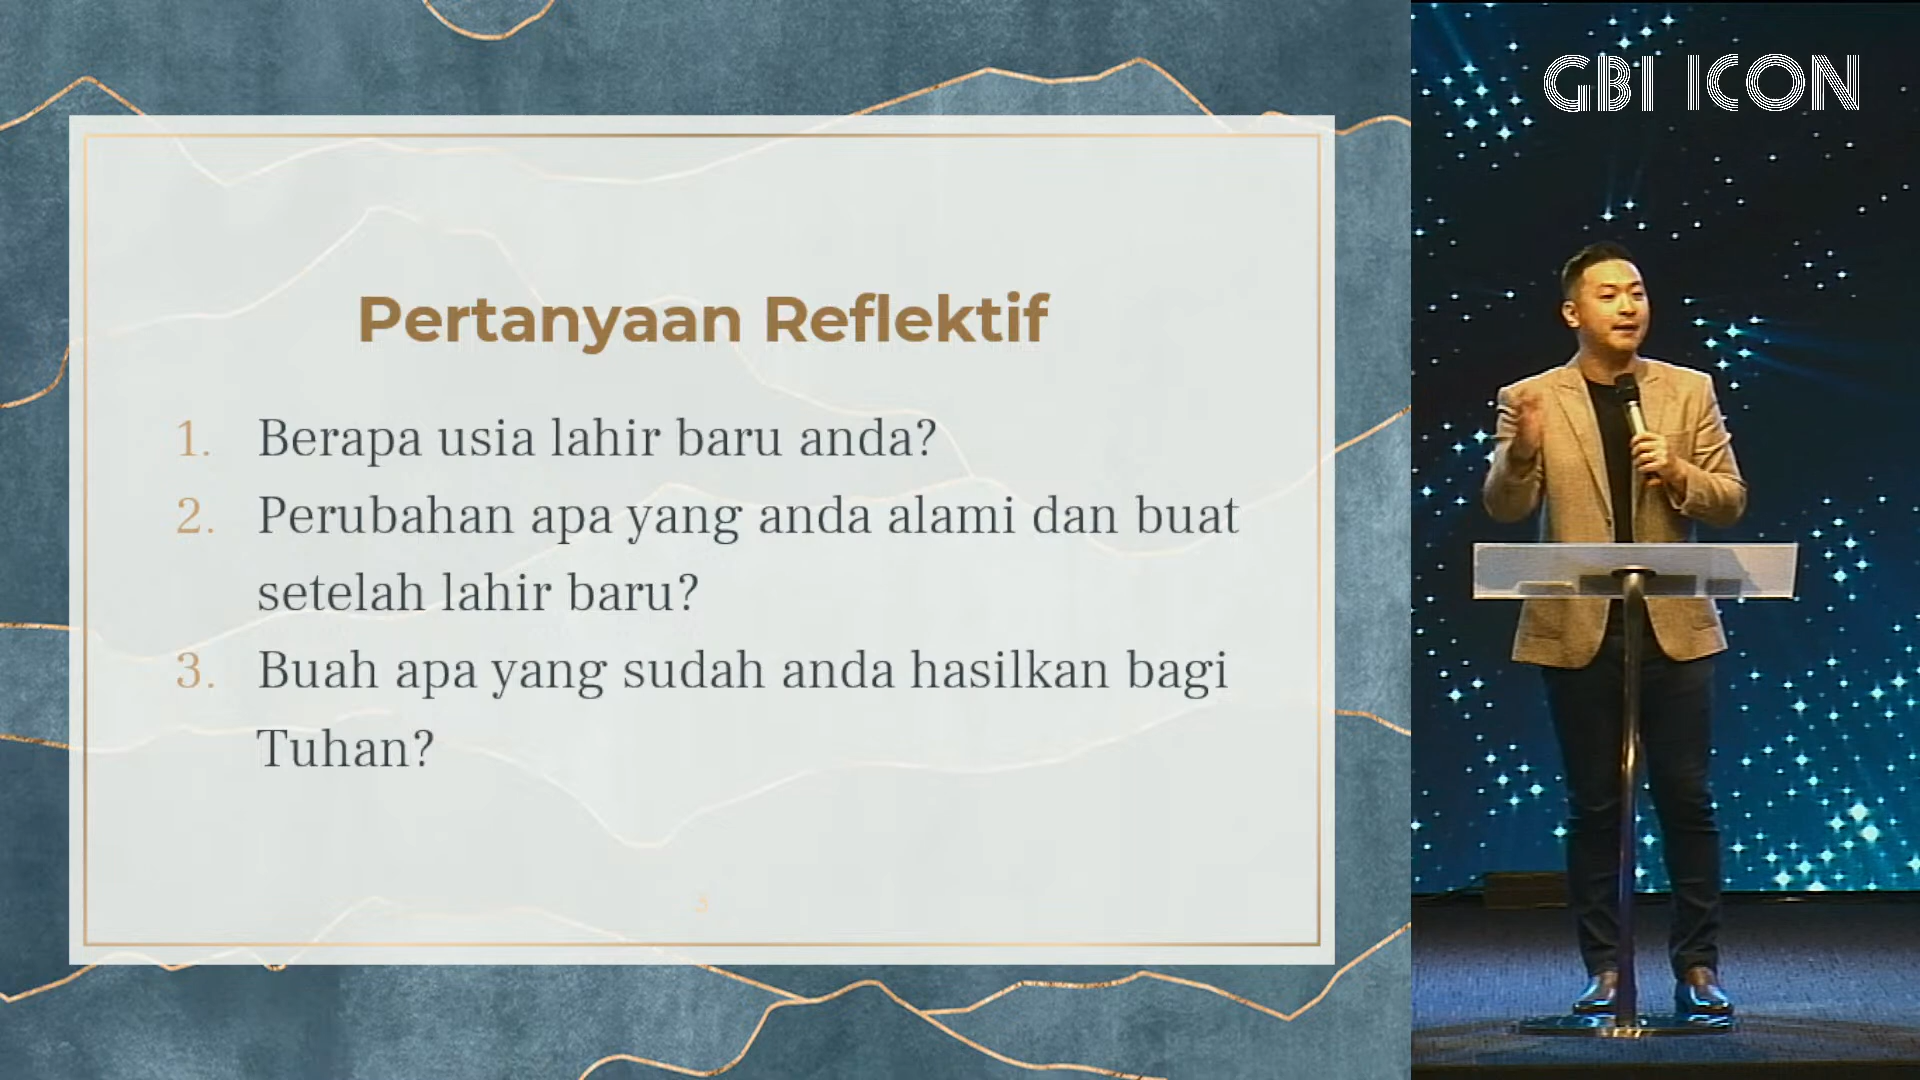 GBI ICON
Pertanyaan Reflektif
1. Berapa usia lahir baru anda?
2. Perubahan apa yang anda alami dan buat
setelah lahir baru?
3. Buah apa yang sudah anda hasilkan bagi
Tuhan?